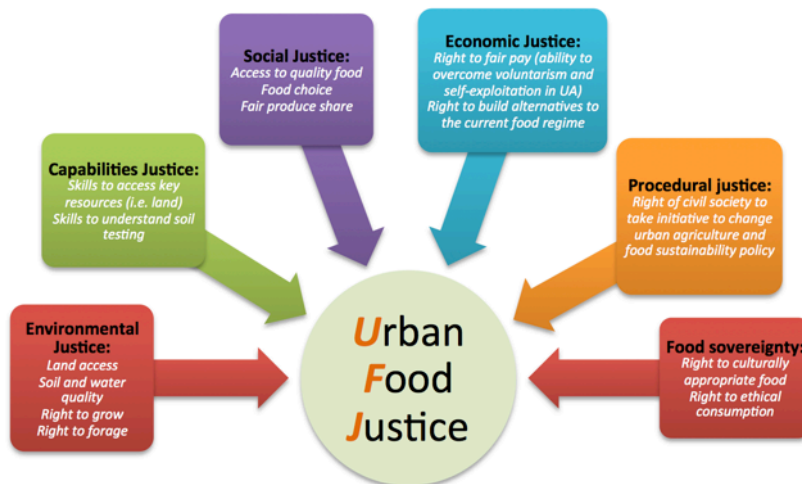 Social Justice:
Access to quality food
Food choice
Fair produce share
Economic Justice:
Right to fair pay (ability to
overcome voluntarism and
self-exploitation in UA)
Right to build alternatives to
the current food regime
Capabilities Justice:
Skills to access key
resources (i.e. land)
Skills to understand soil
testing
Procedural justice:
Right of civil society to
take initiative to change
urban agriculture and
food sustainability policy
Environmental
Justice:
Land access
Soil and water
quality
Right to grow
Right to forage
Urban
Food
Justice
Food sovereignty:
Right to culturally
appropriate food
Right to ethical
consumption